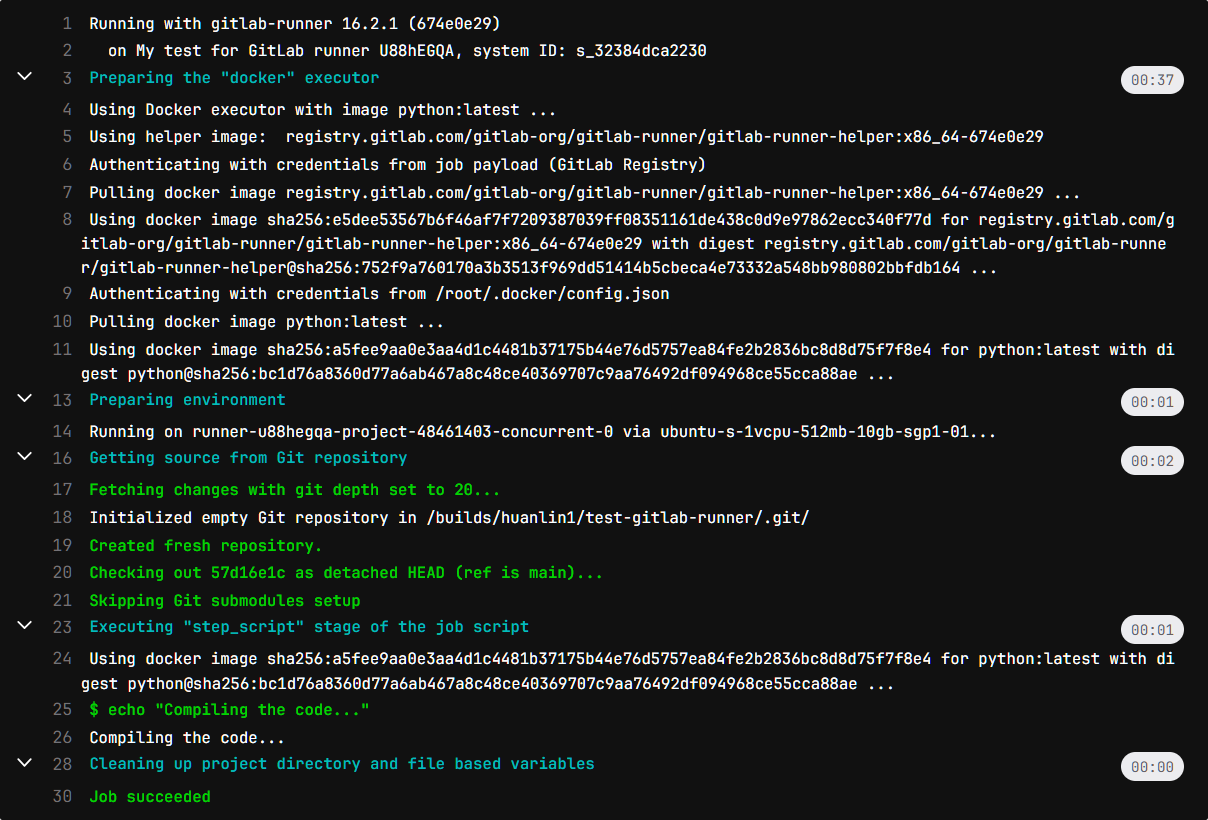 1 Running with gitlab-runner 16.2.1 (674e0e29)
2 on My test for GitLab runner U88hEGQA, system ID: s_32384dca2230
3 Preparing the "docker" executor 00:37
4 Using Docker executor with image python:latest ...
5 Using helper image:  registry.gitlab.com/gitlab-org/gitlab-runner/gitlab-runner-helper:x86_64-674e0e29
6 Authenticating with credentials from job payload (GitLab Registry)
7 Pulling docker image registry.gitlab.com/gitlab-org/gitlab-runner/gitlab-runner-helper:x86_64-674e0e29 ...
8 Using docker image sha256:e5dee53567b6f46af7f7209387039ff08351161de438c0d9e97862ecc340f77d for registry.gitlab.com/g
itlab-org/gitlab-runner/gitlab-runner-helper:x86_64-674e0e29 with digest registry.gitlab.com/gitlab-org/gitlab-runne
r/gitlab-runner-helper@sha256:752f9a760170a3b3513f969dd51414b5cbeca4e73332a548bb980802bbfdb164 ...
9 Authenticating with credentials from /root/.docker/config.json
10 Pulling docker image python:latest ...
11 Using docker image sha256:a5fee9aa0e3aa4d1c4481b37175b44e76d5757ea84fe2b2836bc8d8d75f7f8e4 for python:latest with di
gest python@sha256:bc1d76a8360d77a6ab467a8c48ce40369707c9aa76492df094968ce55cca88ae ...
13 Preparing environment 00:01
14 Running on runner-u88hegqa-project-48461403-concurrent-0 via ubuntu-s-1vcpu-512mb-10gb-sgp1-01...
16 Getting source from Git repository 00:02
17 Fetching changes with git depth set to 20...
18 Initialized empty Git repository in /builds/huanlin1/test-gitlab-runner/.git/
19 Created fresh repository.
20 Checking out 57d16e1c as detached HEAD (ref is main)...
21 Skipping Git submodules setup
23 Executing "step_script" stage of the job script 00:01
24 Using docker image sha256:a5fee9aa0e3aa4d1c4481b37175b44e76d5757ea84fe2b2836bc8d8d75f7f8e4 for python:latest with di
gest python@sha256:bc1d76a8360d77a6ab467a8c48ce40369707c9aa76492df094968ce55cca88ae ...
25 $ echo "Compiling the code..."
26 Compiling the code...
28 Cleaning up project directory and file based variables 00:00
30 Job succeeded